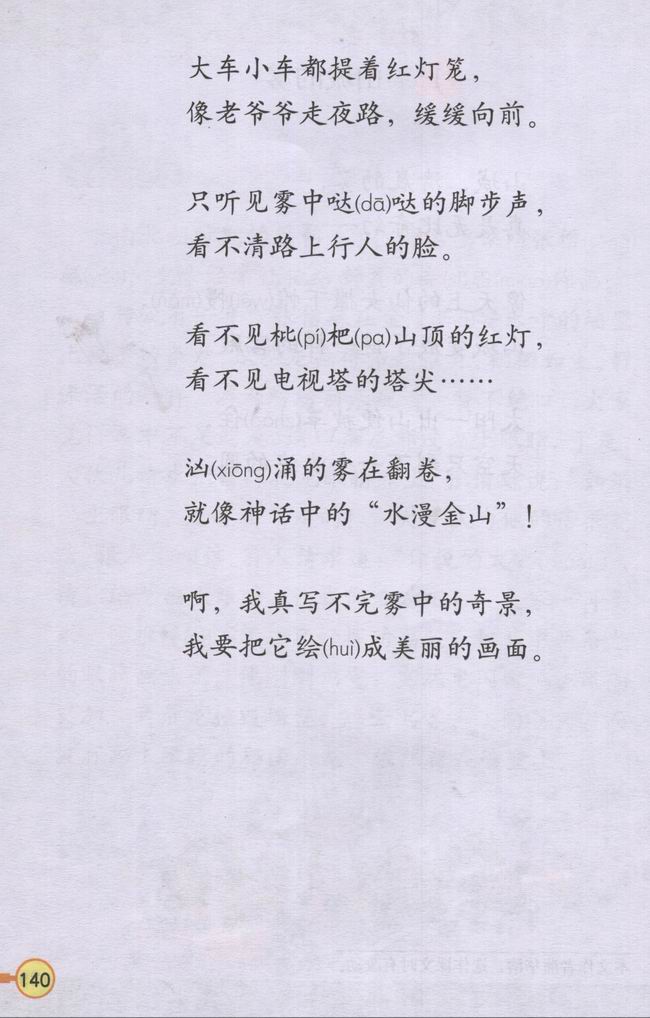 大车小车都提着红灯笼，
像老爷爷走夜路，缓缓向前。
只听见雾中哒(dā)哒的脚步声，
看不清路上行人的脸。
看不见枇(pí)杷(pa)山顶的红灯，
看不见电视塔的塔尖……
汹(xiōng)涌的雾在翻卷，
就像神话中的“水漫金山”！
啊，我真写不完雾中的奇景，
我要把它绘(huì)成美丽的画面。
140